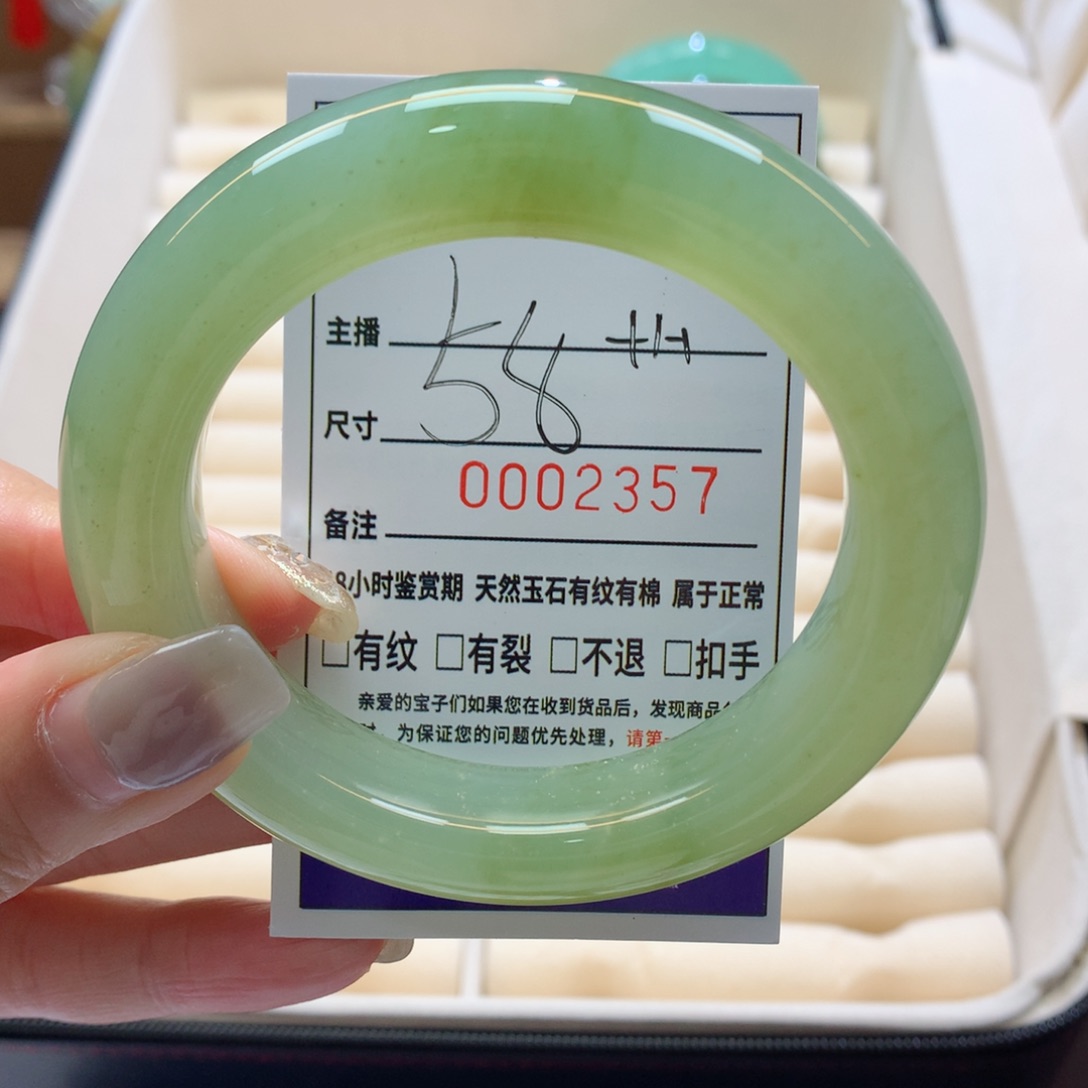 主播
尺寸 58 +++
0002357
备注
8小时鉴赏期 天然玉石有纹有棉 属于正常
□有纹 □有裂 □不退 □扣手
亲爱的宝子们如果您在收到货品后，发现商品
为保证您的问题优先处理，请第